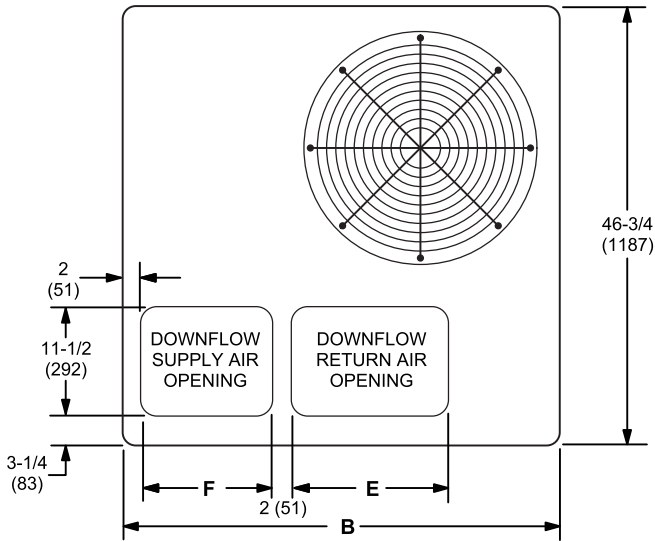 46-3/4
(1187)
2
(51)
11-1/2
(292)
DOWNFLOW
SUPPLY AIR
OPENING
DOWNFLOW
RETURN AIR
OPENING
3-1/4
(83)
F
2 (51)
E
B